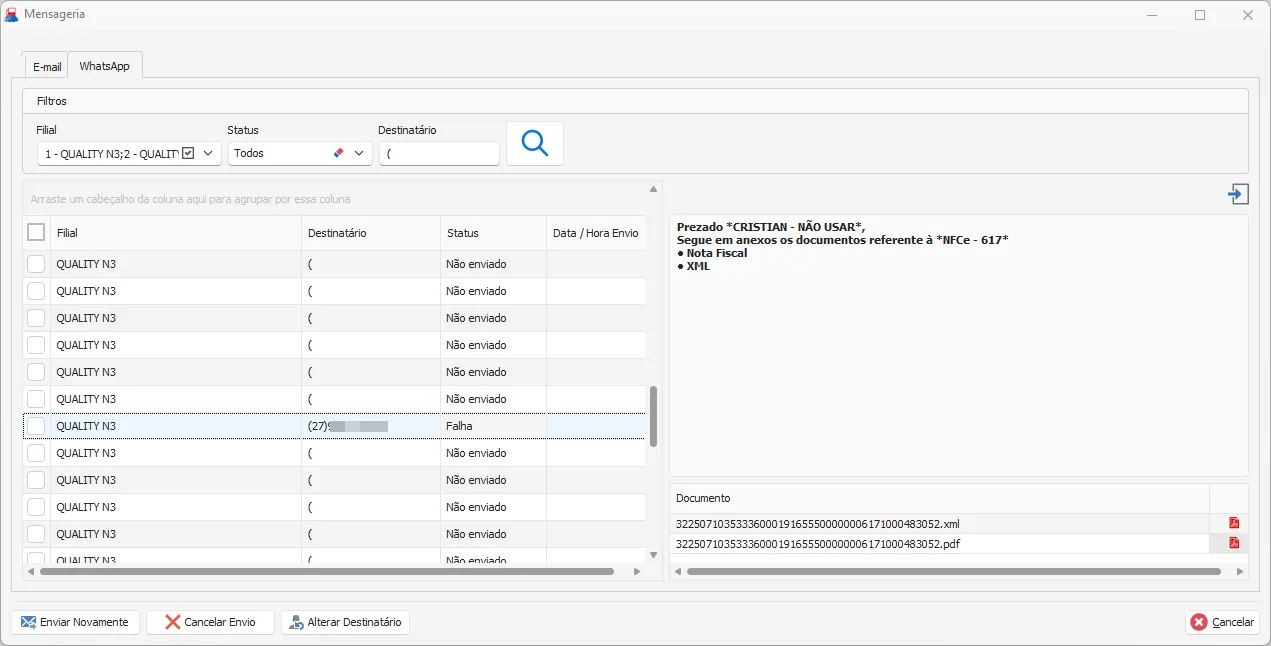 Mensageria
E-mail
WhatsApp
Filtros
Filial
Status
Destinatário
1 - QUALITY N3;2 - QUALIT
Todos
(
Arraste um cabeçalho da coluna aqui para agrupar por essa coluna
Filial Destinatário Status Data / Hora Envio
QUALITY N3 ( Não enviado
QUALITY N3 ( Não enviado
QUALITY N3 ( Não enviado
QUALITY N3 ( Não enviado
QUALITY N3 ( Não enviado
QUALITY N3 ( Não enviado
QUALITY N3 (27)9 Falha
QUALITY N3 ( Não enviado
QUALITY N3 ( Não enviado
QUALITY N3 ( Não enviado
QUALITY N3 ( Não enviado
QUALITY N3 ( Não enviado
Prezado *CRISTIAN - NÃO USAR*,
Segue em anexos os documentos referente à *NFCe - 617*
● Nota Fiscal
● XML
Documento
32250710353336000191655500000006171000483052.xml
32250710353336000191655500000006171000483052.pdf
Enviar Novamente
Cancelar Envio
Alterar Destinatário
Cancelar